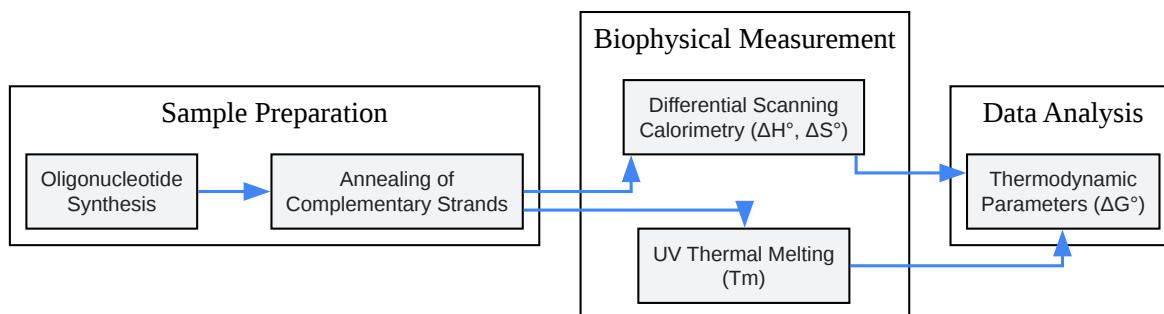 Sample Preparation
Oligonucleotide
Synthesis
Annealing of
Complementary Strands
Biophysical Measurement
Differential Scanning
Calorimetry (ΔH°, ΔS°)
UV Thermal Melting
(Tm)
Data Analysis
Thermodynamic
Parameters (ΔG°)